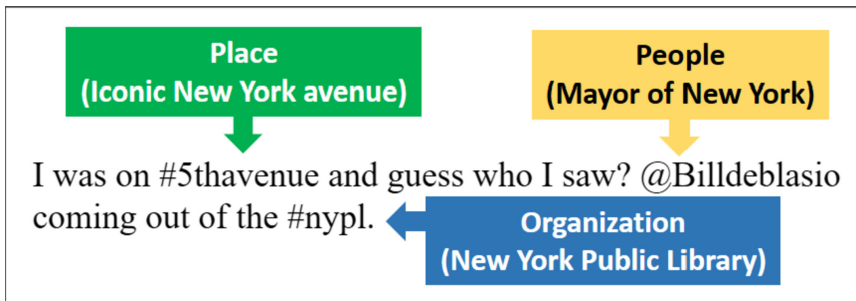 Place
(Iconic New York avenue)
People
(Mayor of New York)
I was on #5thavenue and guess who I saw? @Billdeblasio
coming out of the #nypl.
Organization
(New York Public Library)